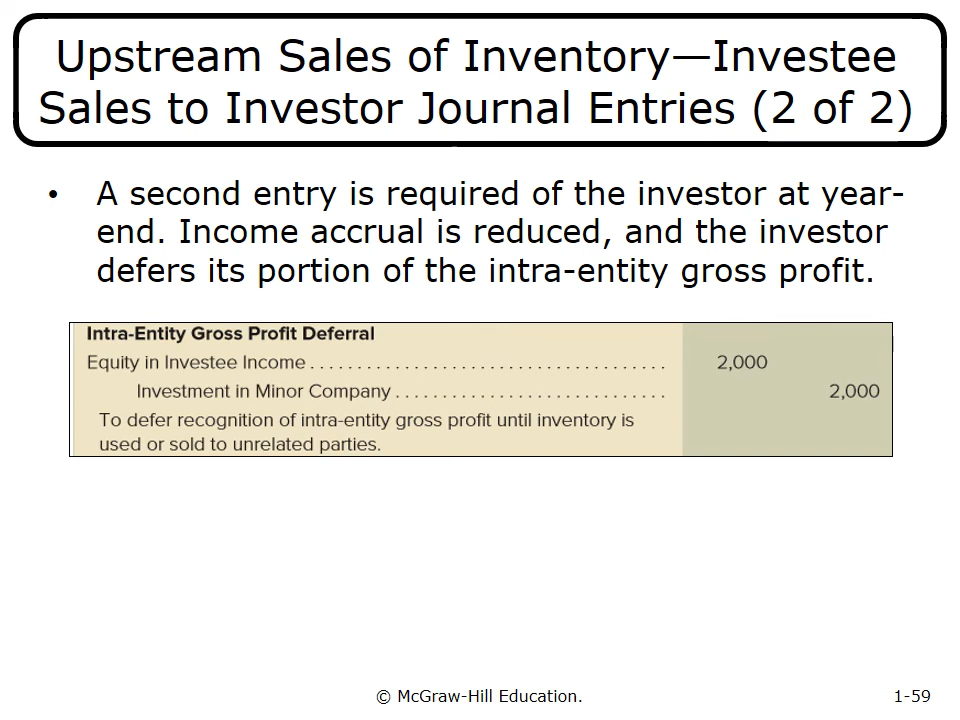 Upstream Sales of Inventory—Investee
Sales to Investor Journal Entries (2 of 2)
• A second entry is required of the investor at year-
end. Income accrual is reduced, and the investor
defers its portion of the intra-entity gross profit.
Intra-Entity Gross Profit Deferral
Equity in Investee Income . . . . . . . . . . . . . . . . . . . . . . . . . . . . . . . . . . . . . . 2,000
Investment in Minor Company . . . . . . . . . . . . . . . . . . . . . . . . . . . . . 2,000
To defer recognition of intra-entity gross profit until inventory is
used or sold to unrelated parties.
© McGraw-Hill Education. 1-59